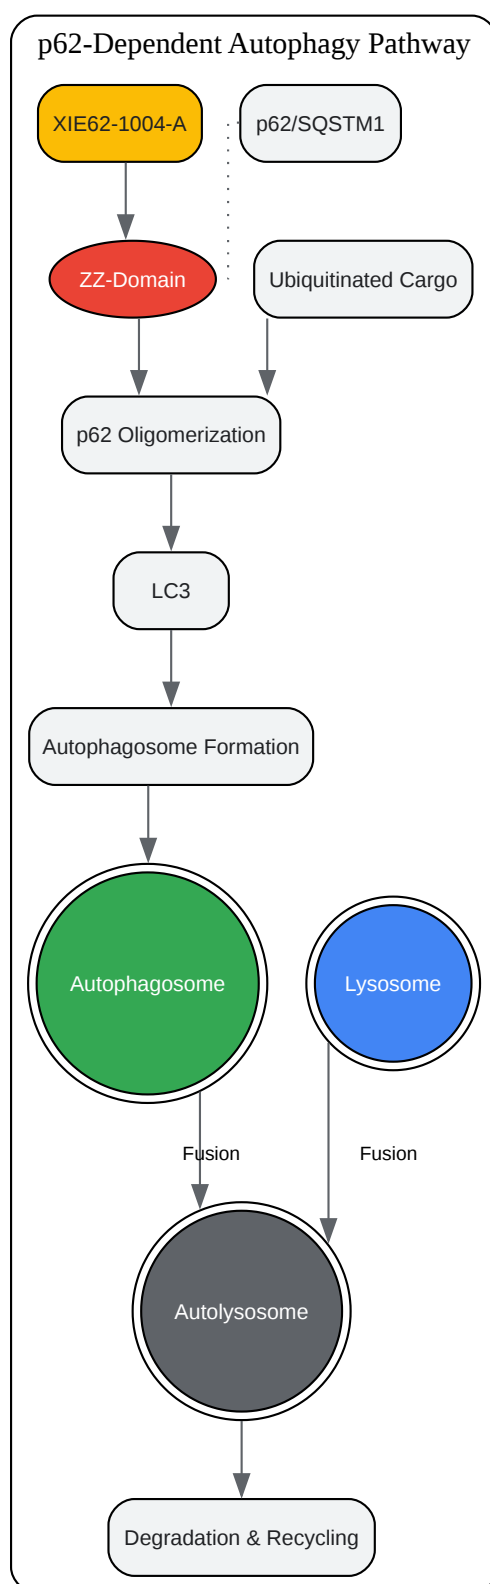 p62-Dependent Autophagy Pathway
XIE62-1004-A
p62/SQSTM1
ZZ-Domain
Ubiquitinated Cargo
p62 Oligomerization
LC3
Autophagosome Formation
Autophagosome
Lysosome
Fusion
Fusion
Autolysosome
Degradation & Recycling